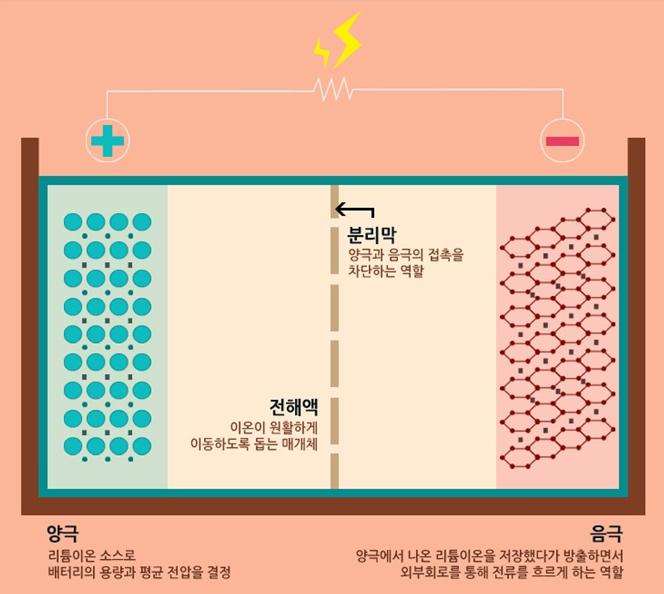 분리막
양극과 음극의 접촉을
차단하는 역할
전해액
이온이 원활하게
이동하도록 돕는 매개체
양극
리튬이온 소스로
배터리의 용량과 평균 전압을 결정
음극
양극에서 나온 리튬이온을 저장했다가 방출하면서
외부회로를 통해 전류를 흐르게 하는 역할